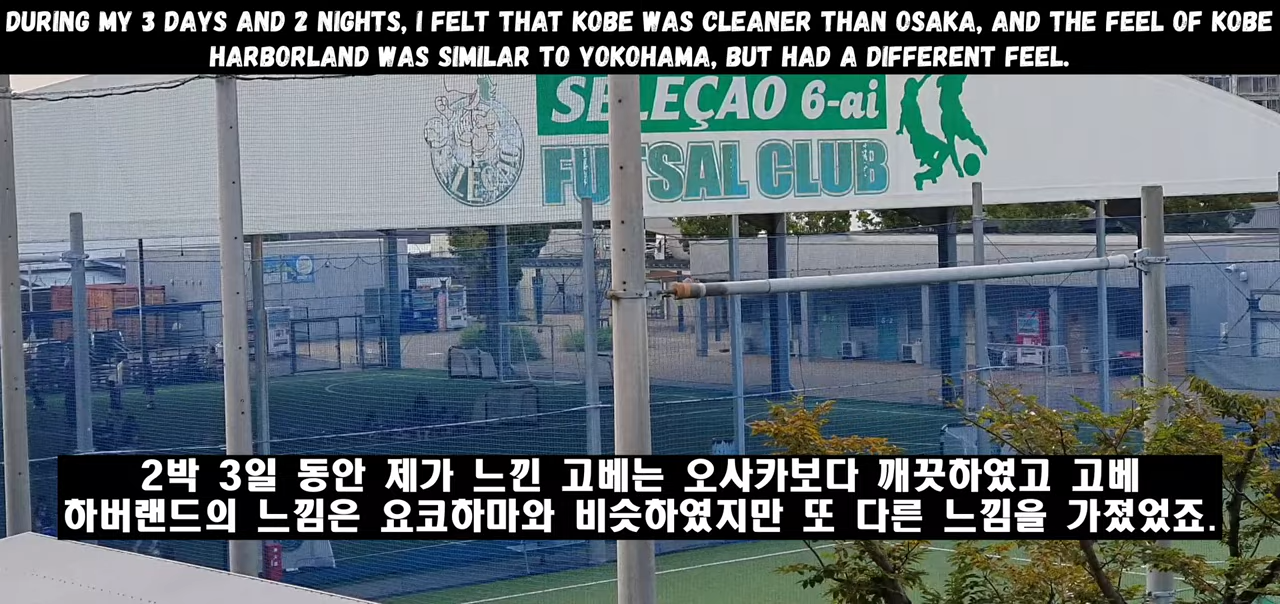 DURING MY 3 DAYS AND 2 NIGHTS, I FELT THAT KOBE WAS CLEANER THAN OSAKA, AND THE FEEL OF KOBE
HARBORLAND WAS SIMILAR TO YOKOHAMA, BUT HAD A DIFFERENT FEEL.
SELEÇAO 6-ai
FUTSAL CLUB
2박 3일 동안 제가 느낀 고베는 오사카보다 깨끗하였고 고베
하버랜드의 느낌은 요코하마와 비슷하였지만 또 다른 느낌을 가졌었죠.